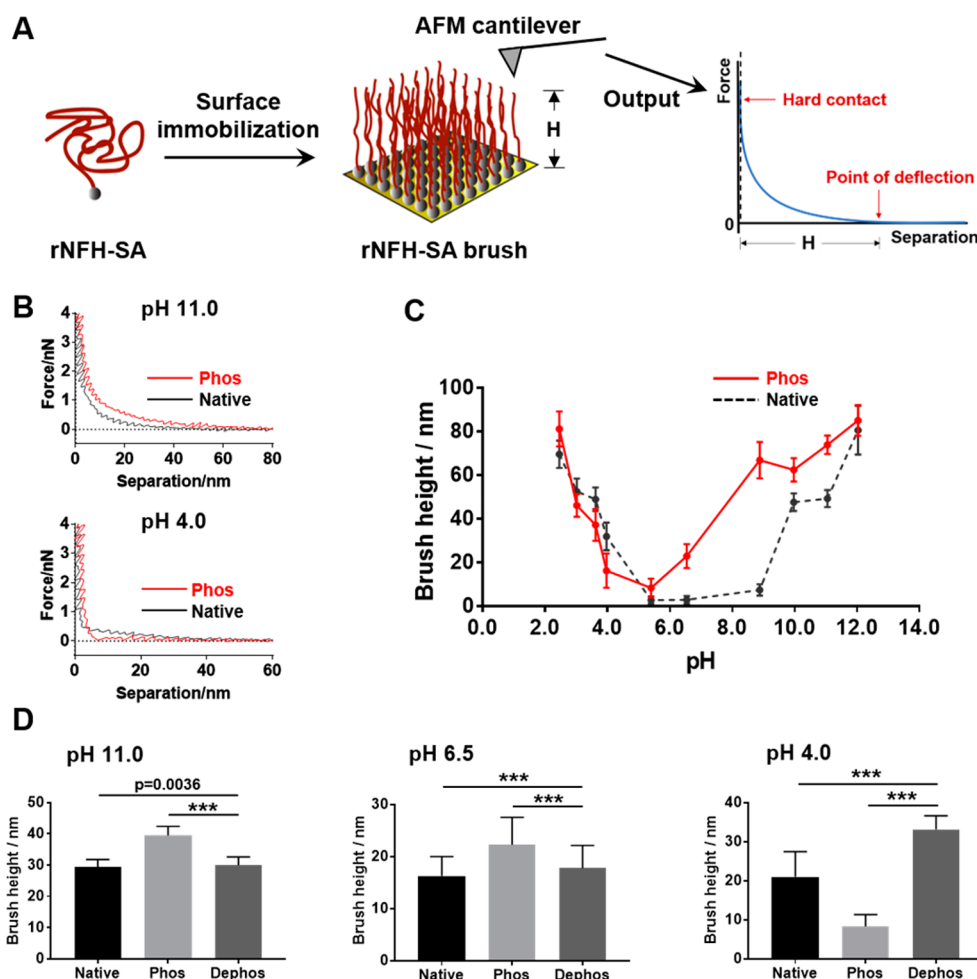 A
AFM cantilever
Surface
immobilization
H
Output
Force
Hard contact
Point of deflection
0
H
Separation
rNFH-SA
rNFH-SA brush
B
pH 11.0
Force/nN
4
3
2
1
0
Phos
Native
0 20 40 60 80
Separation/nm
pH 4.0
Force/nN
4
3
2
1
0
Phos
Native
0 20 40 60
Separation/nm
C
Phos
Native
Brush height / nm
100
80
60
40
20
0
0.0 2.0 4.0 6.0 8.0 10.0 12.0 14.0
pH
D
pH 11.0
p=0.0036
***
Brush height / nm
50
40
30
20
10
0
Native Phos Dephos
pH 6.5
***
***
Brush height / nm
30
20
10
0
Native Phos Dephos
pH 4.0
***
***
Brush height / nm
40
30
20
10
0
Native Phos Dephos